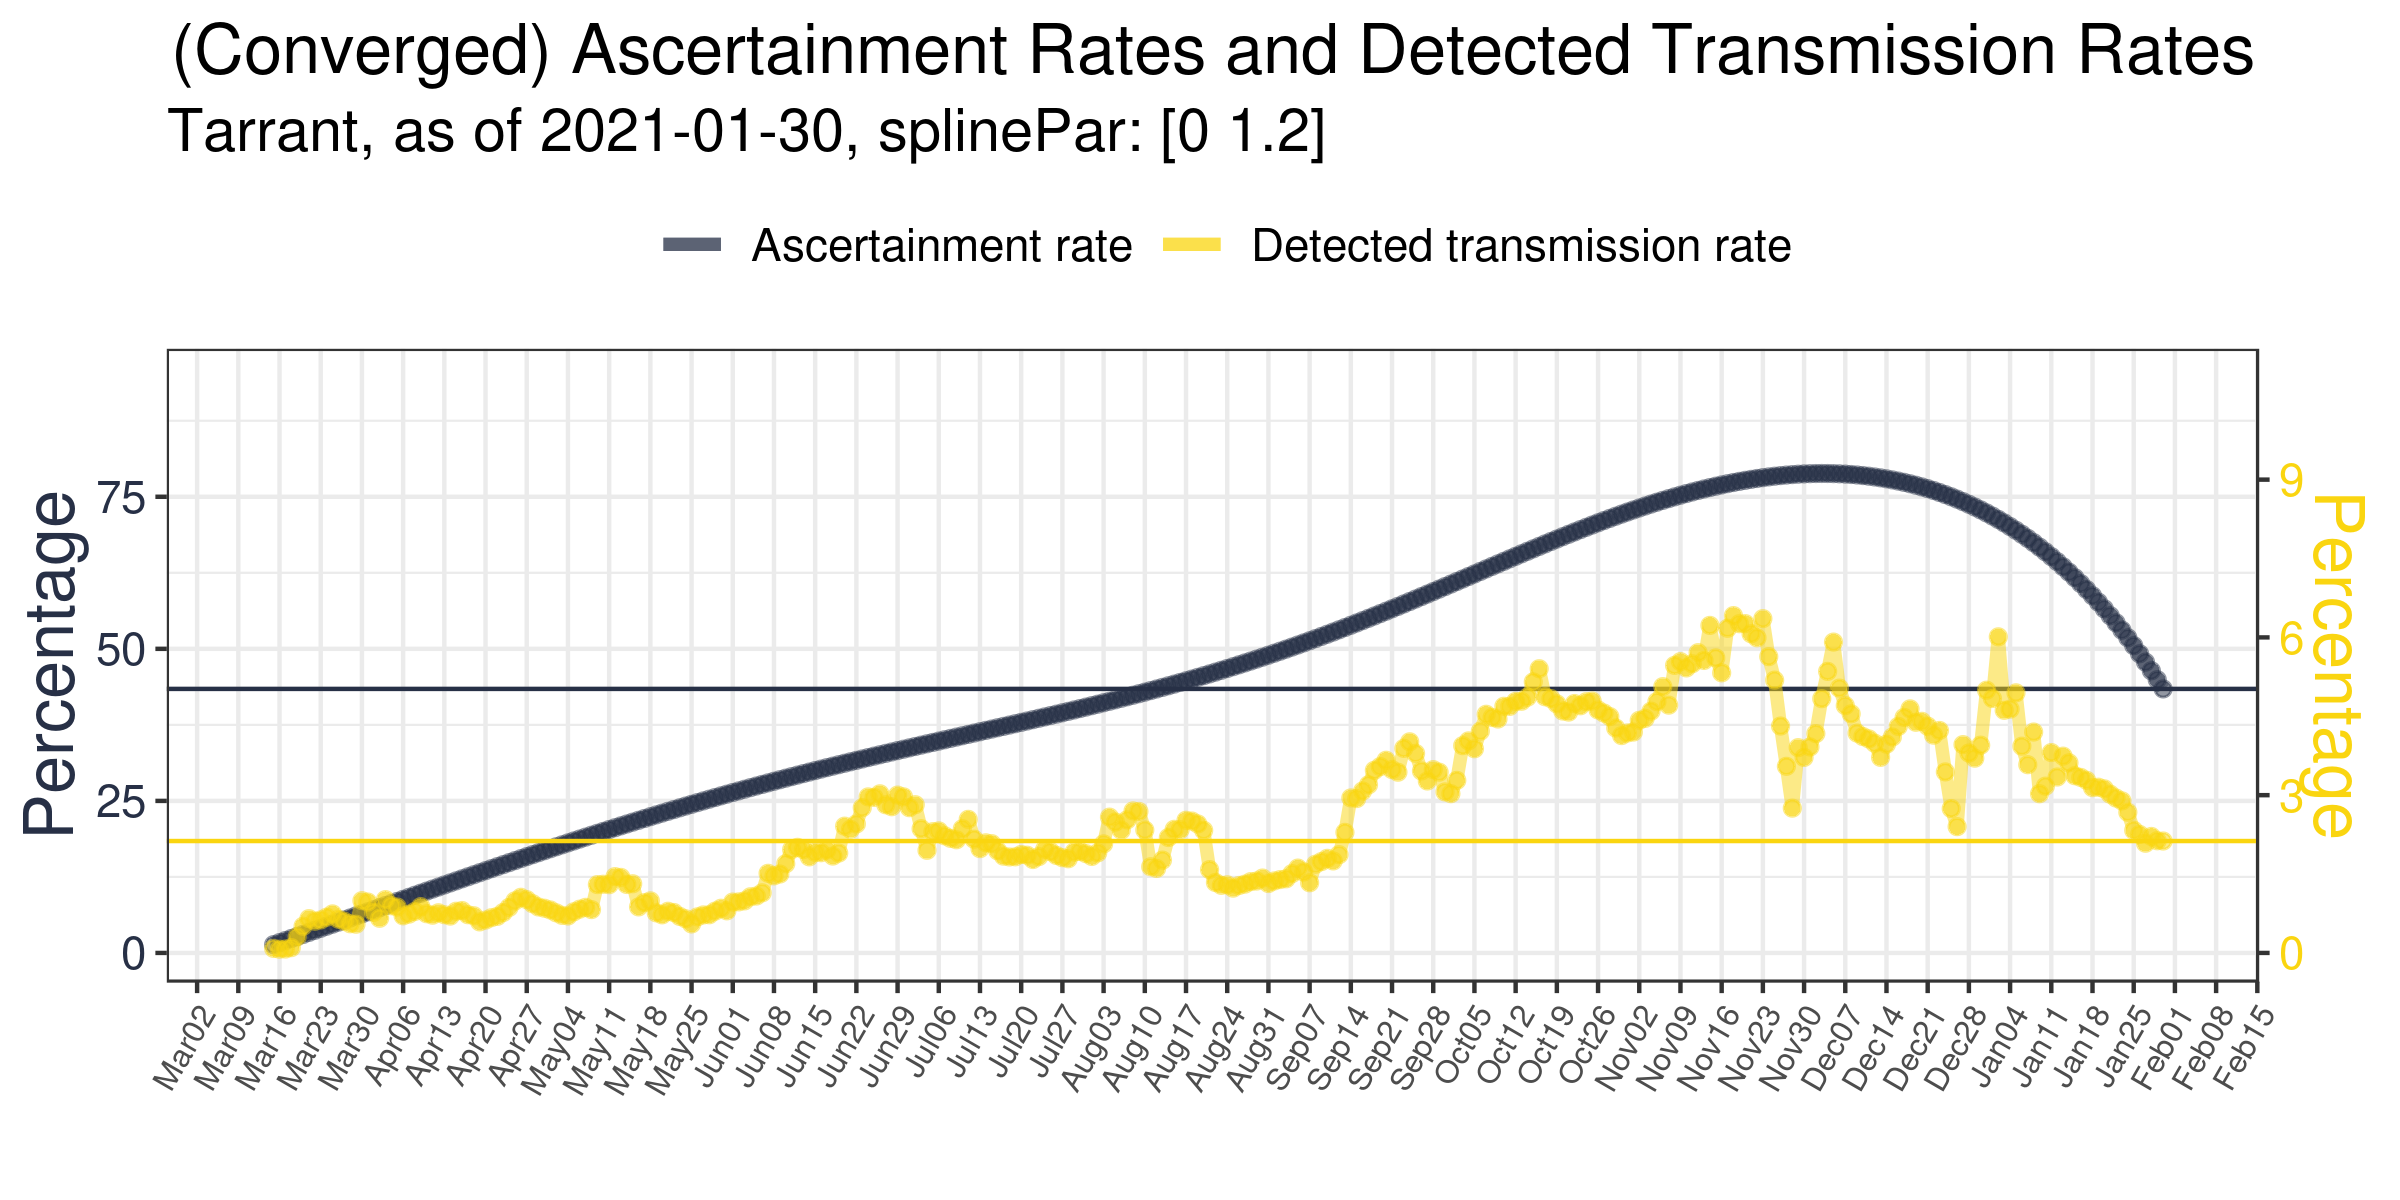 (Converged) Ascertainment Rates and Detected Transmission Rates
Tarrant, as of 2021-01-30, splinePar: [0 1.2]
Ascertainment rate Detected transmission rate
Percentage
75
50
25
0
9
6
3
0
Percentage
Mar02 Mar09 Mar16 Mar23 Mar30 Apr06 Apr13 Apr20 Apr27 May04 May11 May18 May25 Jun01 Jun08 Jun15 Jun22 Jun29 Jul06 Jul13 Jul20 Jul27 Aug03 Aug10 Aug17 Aug24 Aug31 Sep07 Sep14 Sep21 Sep28 Oct05 Oct12 Oct19 Oct26 Nov02 Nov09 Nov16 Nov23 Nov30 Dec07 Dec14 Dec21 Dec28 Jan04 Jan11 Jan18 Jan25 Feb01 Feb08 Feb15